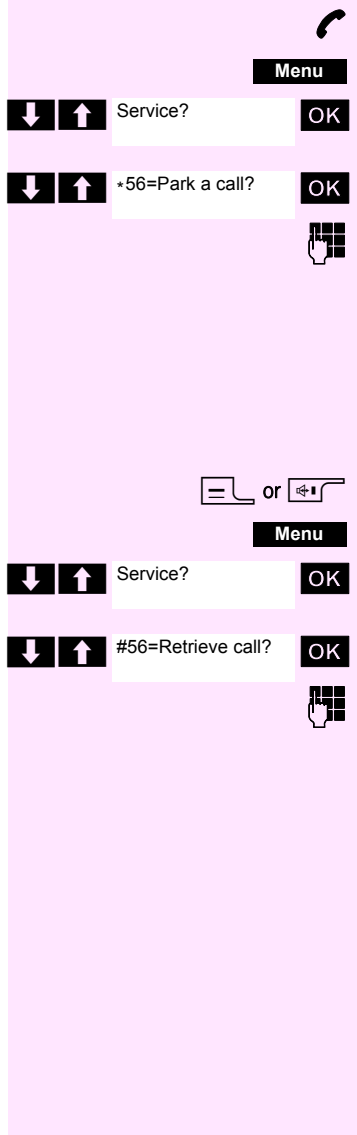 Menu
Service? OK
*56=Park a call? OK
or
Menu
Service? OK
#56=Retrieve call? OK